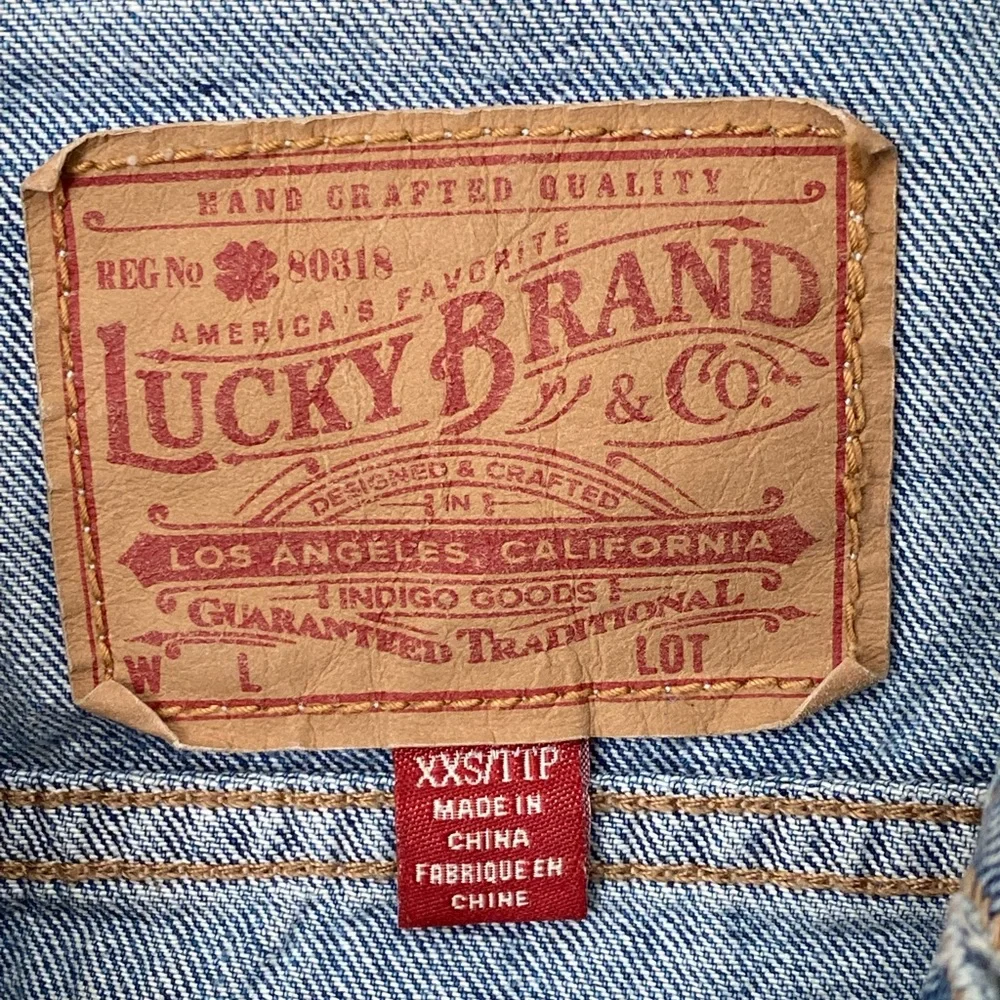 HAND CRAFTED QUALITY
REG No 80318
AMERICA'S FAVORITE
LUCKY BRAND
& Co.
DESIGNED & CRAFTED
IN
LOS ANGELES, CALIFORNIA
INDIGO GOODS
GUARANTEED TRADITIONAL
W L LOT
XXS/TTP
MADE IN
CHINA
FABRIQUE EN
CHINE